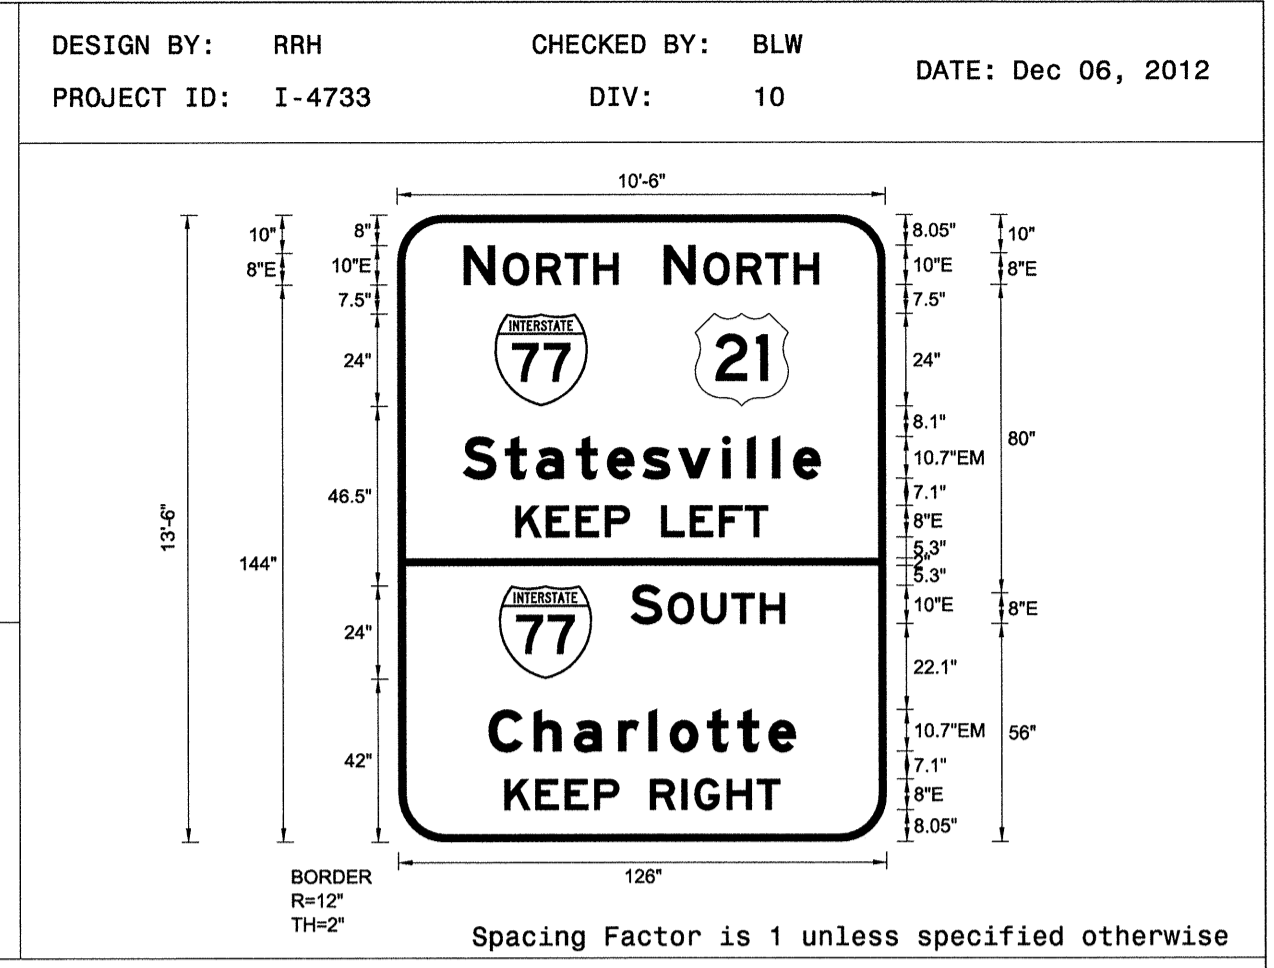 DESIGN BY: RRH CHECKED BY: BLW DATE: Dec 06, 2012
PROJECT ID: I-4733 DIV: 10
10'-6"
10" 8" 8.05" 10"
8"E 10"E NORTH NORTH 10"E 8"E
7.5" 7.5"
INTERSTATE
24" 77 21 24"
8.1"
80"
Statesville 10.7"EM
46.5" 7.1"
13'-6" KEEP LEFT 8"E
5.3"
144" 2"
5.3"
INTERSTATE SOUTH 10"E 8"E
24" 77
22.1"
Charlotte 10.7"EM 56"
42" 7.1"
KEEP RIGHT 8"E
8.05"
126"
BORDER
R=12"
TH=2"
Spacing Factor is 1 unless specified otherwise